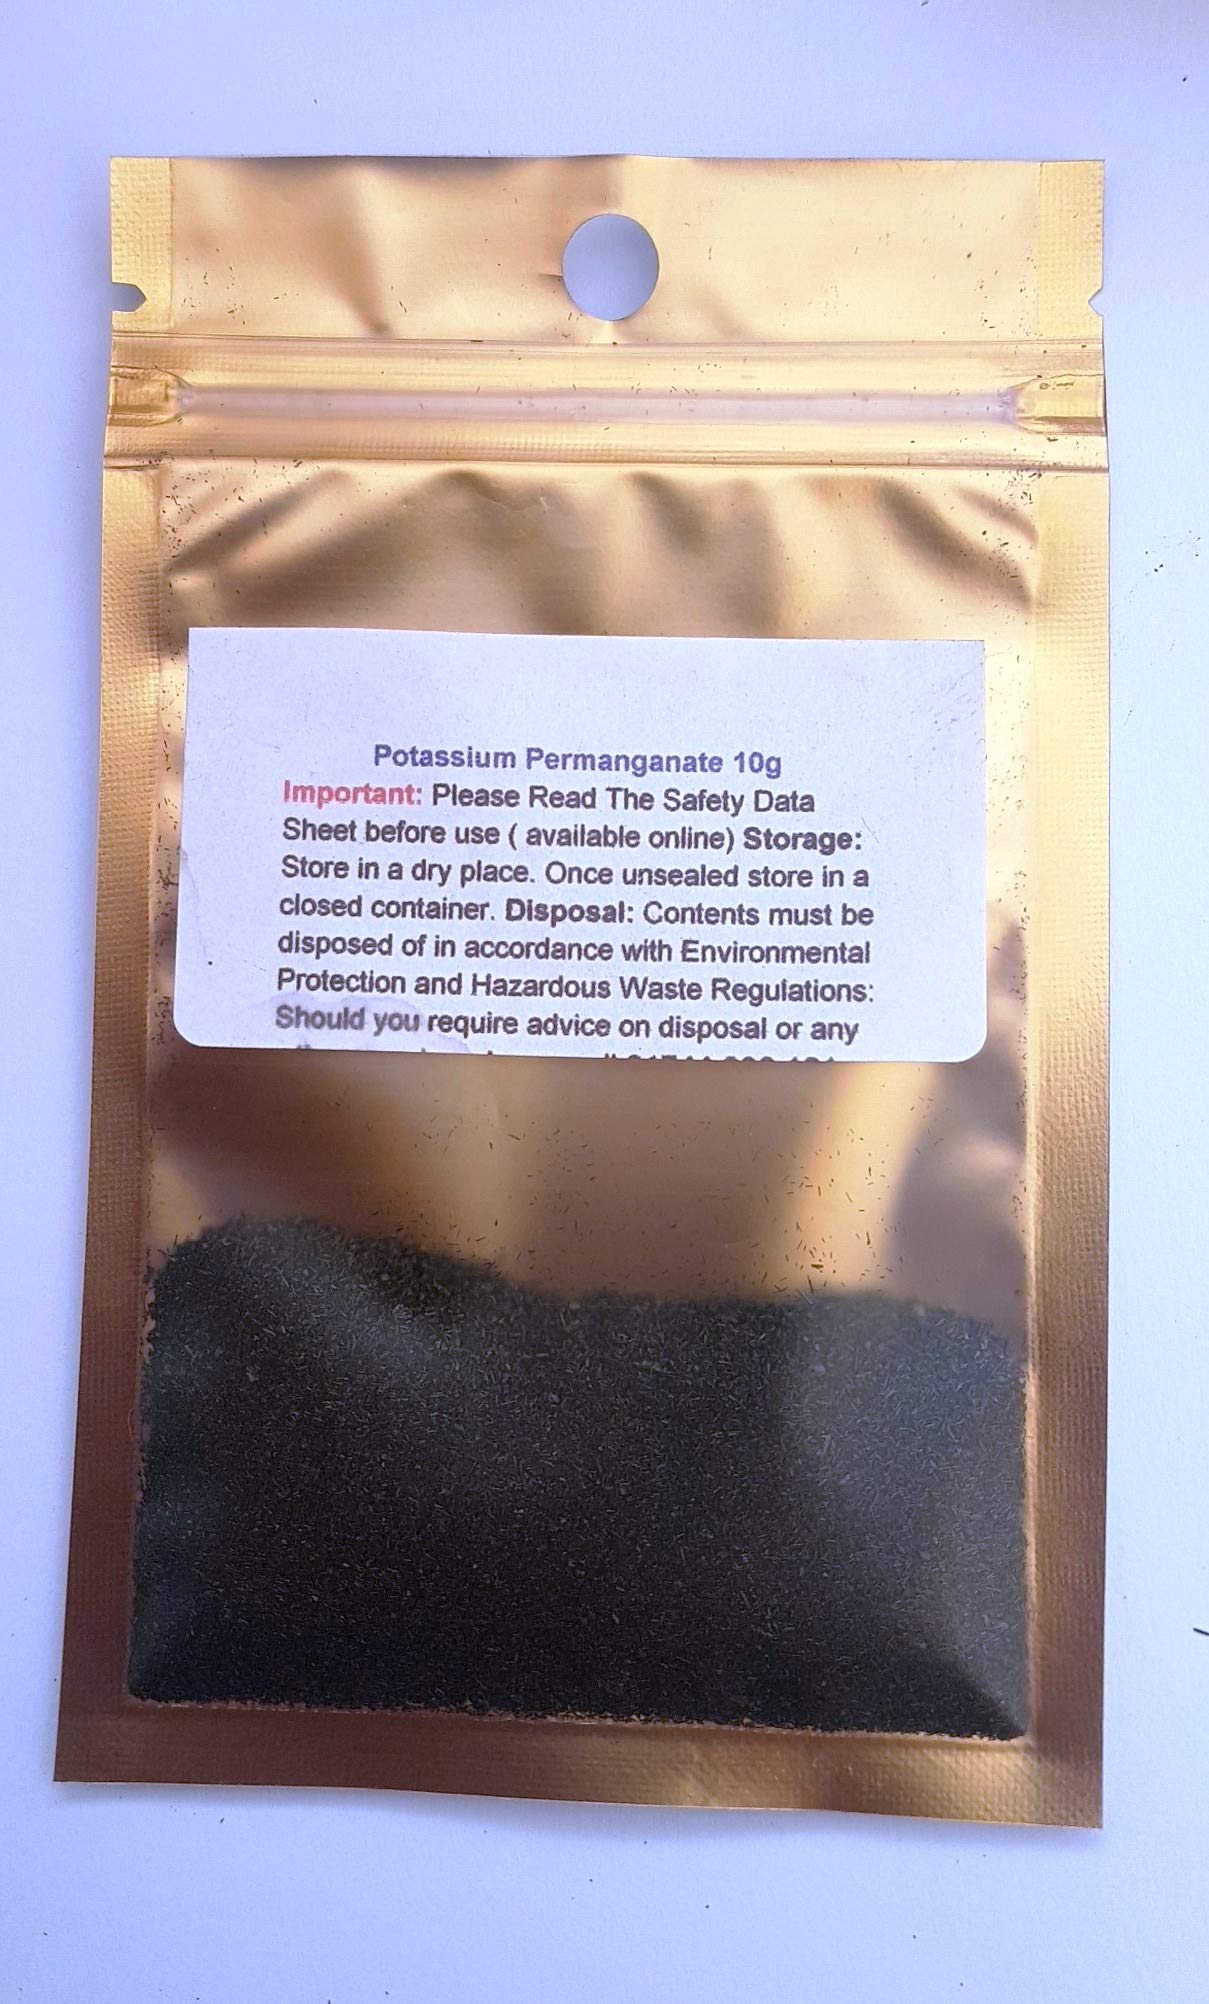 Potassium Permanganate 10g
Important: Please Read The Safety Data
Sheet before use ( available online) Storage:
Store in a dry place. Once unsealed store in a
closed container. Disposal: Contents must be
disposed of in accordance with Environmental
Protection and Hazardous Waste Regulations:
Should you require advice on disposal or any